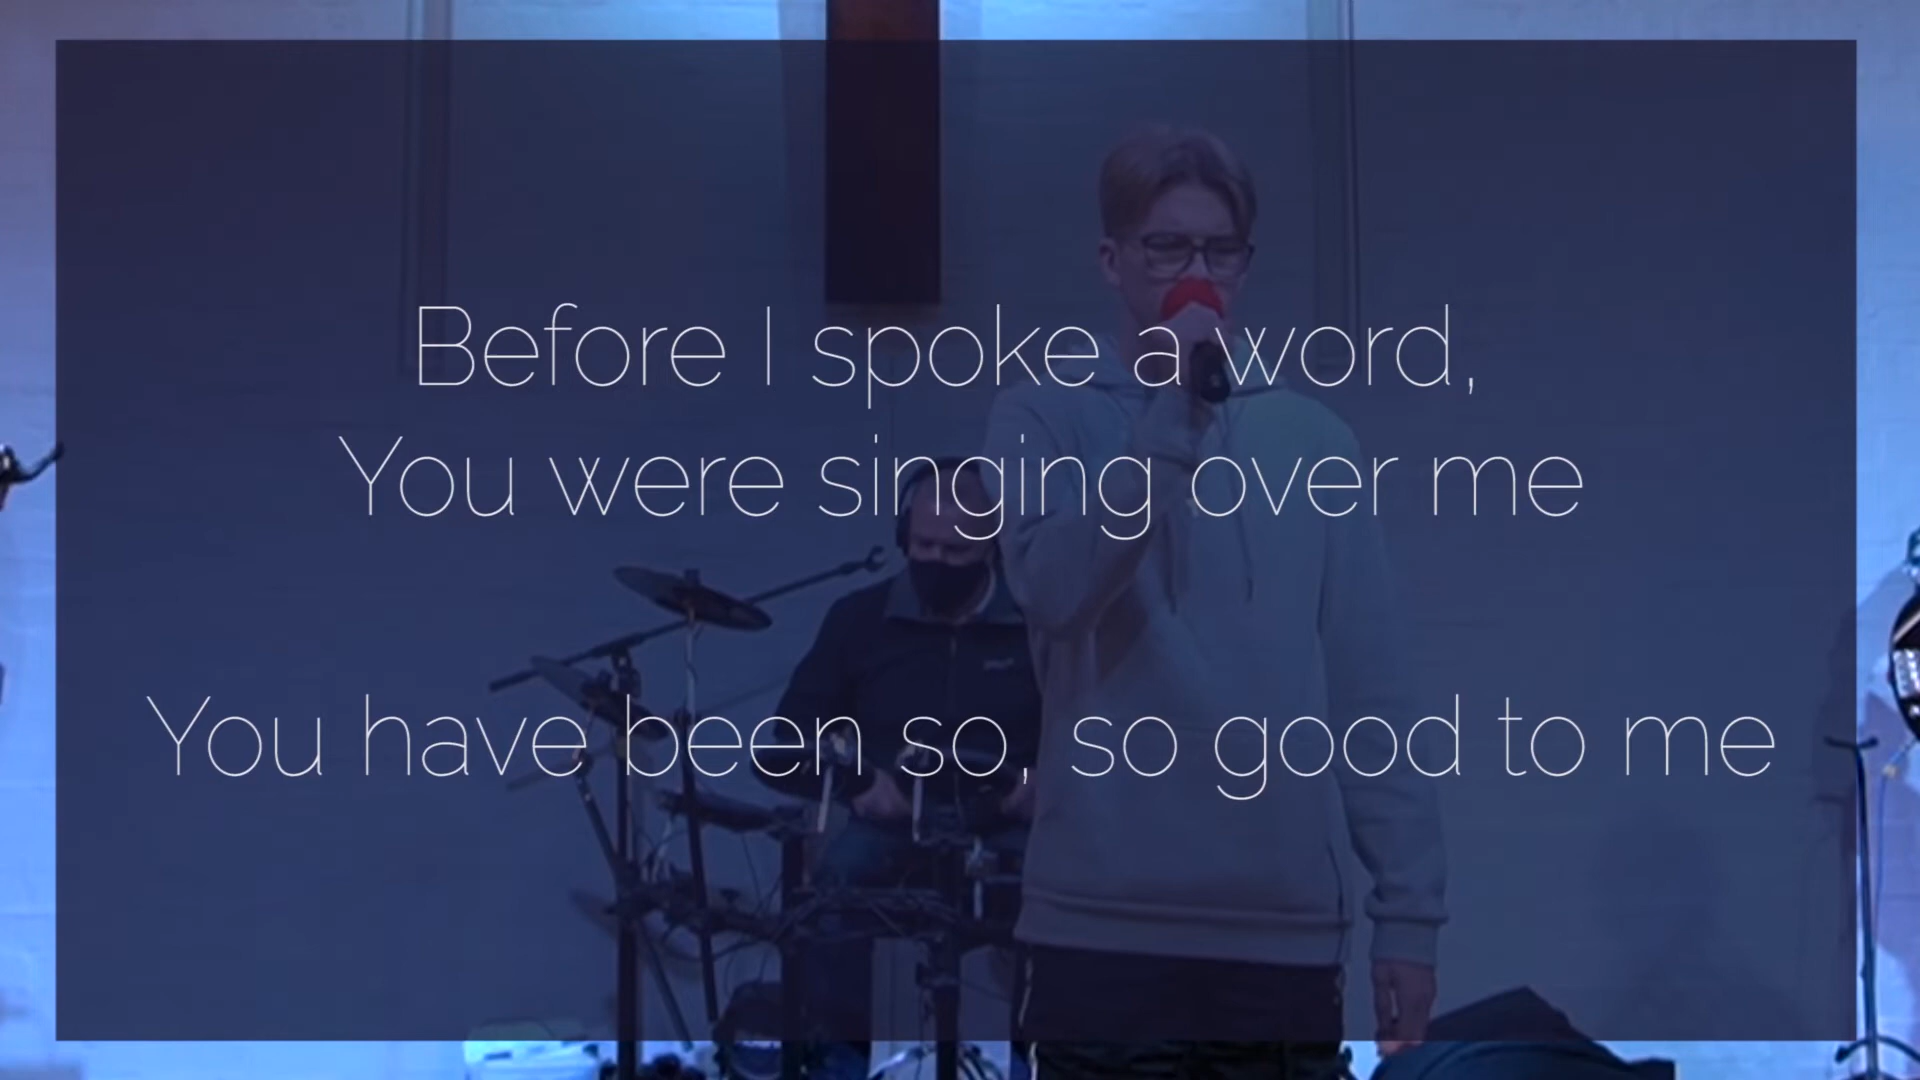 Before I spoke a word,
You were singing over me
You have been so, so good to me